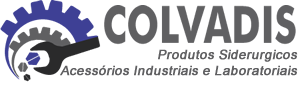 COLVADIS
Produtos Siderurgicos
Acessórios Industriais e Laboratoriais